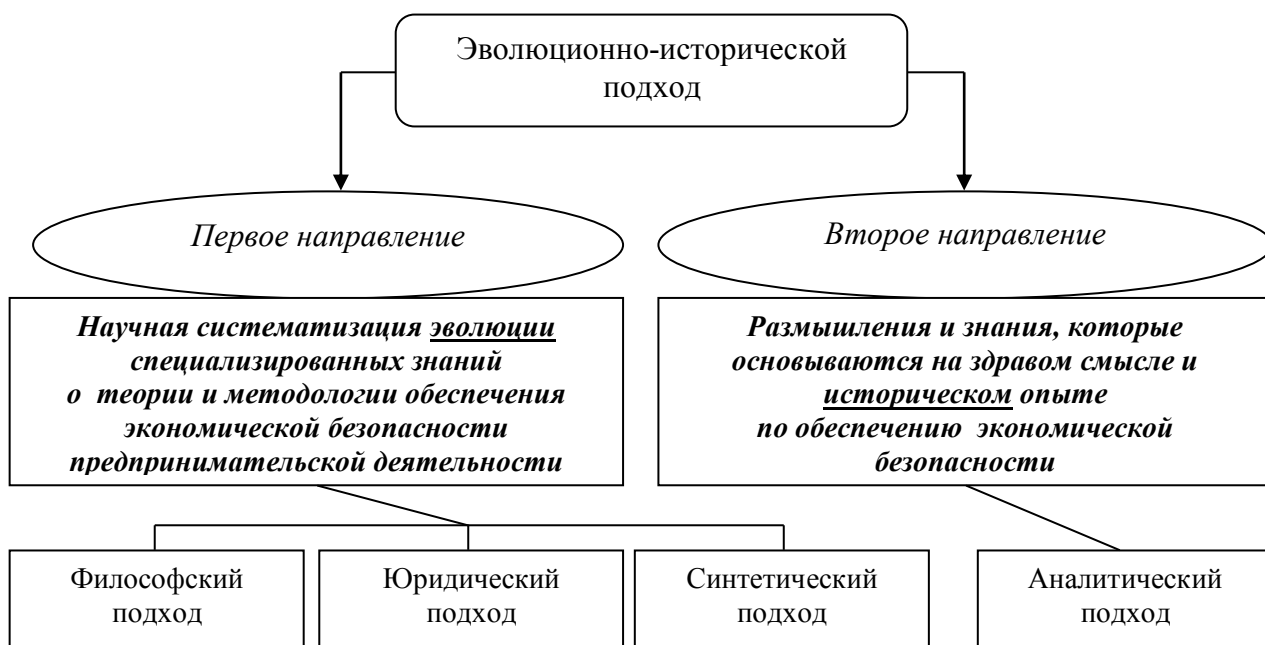 Эволюционно-исторической
подход
Первое направление
Второе направление
Научная систематизация эволюции
специализированных знаний
о теории и методологии обеспечения
экономической безопасности
предпринимательской деятельности
Размышления и знания, которые
основываются на здравом смысле и
историческом опыте
по обеспечению экономической
безопасности
Философский
подход
Юридический
подход
Синтетический
подход
Аналитический
подход